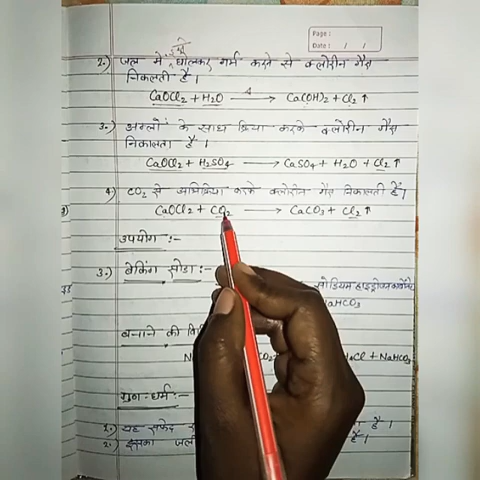 Page :
Date : / /
2.) जल में घोलकर गर्म करने से क्लोरीन गैस
निकलती है।
CaOCl2 + H2O → Ca(OH)2 + Cl2 ↑
3.) अम्लों के साथ क्रिया करके क्लोरीन गैस
निकालता है।
CaOCl2 + H2SO4 → CaSO4 + H2O + Cl2 ↑
4) CO2 से अभिक्रिया करके क्लोरीन गैस निकालती है।
CaOCl2 + CO2 → CaCO3 + Cl2 ↑
उपयोग :-
3.) बेकिंग सोडा :-
सोडियम हाइड्रोजन
NaHCO3
बनाने की
Cl + NaHCO3
गुण-धर्म :-
1.) यह सफेद है।
2.) इसका जली है।